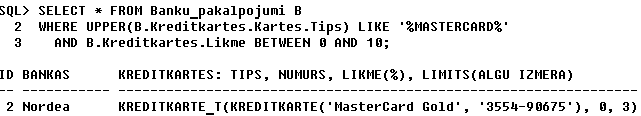 SQL> SELECT * FROM Banku_pakalpojumi B
2 WHERE UPPER(B.Kreditkartes.Kartes.Tips) LIKE '%MASTERCARD%'
3 AND B.Kreditkartes.Likme BETWEEN 0 AND 10;
ID BANKAS KREDITKARTES: TIPS, NUMURS, LIKME(%), LIMITS(ALGU IZMERA)
-- ---------- ----------------------------------------------------------
2 Nordea KREDITKARTE_T(KREDITKARTE('MasterCard Gold', '3554-90675'), 0, 3)